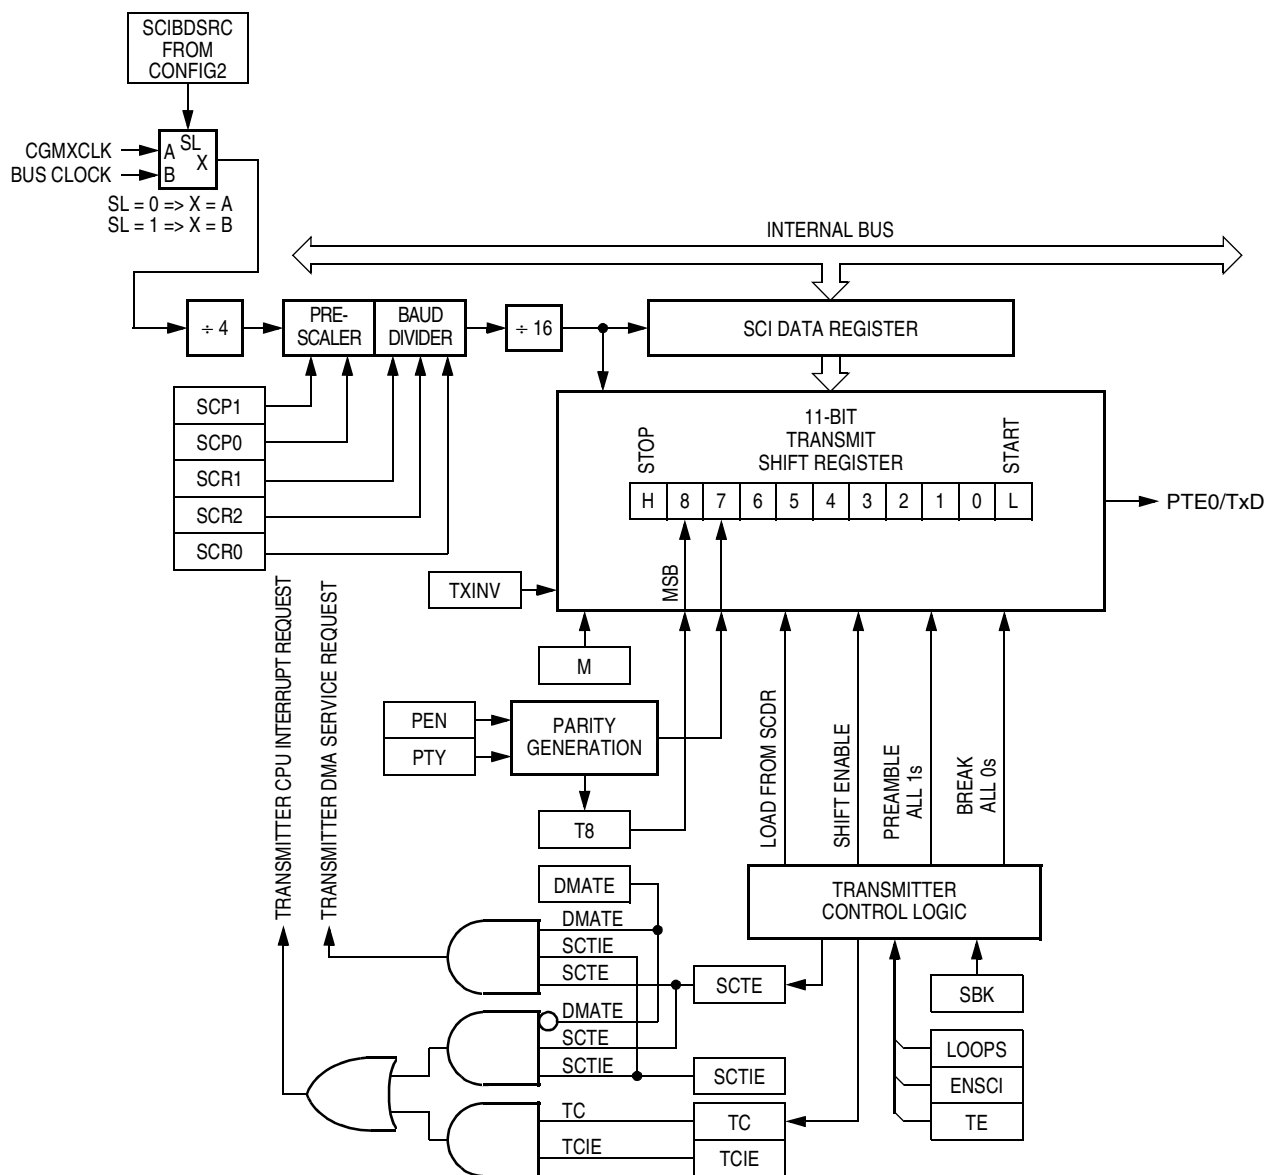 SCIBDSRC
FROM
CONFIG2
CGMXCLK
BUS CLOCK
A
SL
X
B
SL = 0 => X = A
SL = 1 => X = B
INTERNAL BUS
÷ 4
PRE-
SCALER
BAUD
DIVIDER
÷ 16
SCI DATA REGISTER
SCP1
SCP0
SCR1
SCR2
SCR0
11-BIT
TRANSMIT
SHIFT REGISTER
STOP
START
H 8 7 6 5 4 3 2 1 0 L
PTE0/TxD
MSB
TXINV
M
PEN
PTY
PARITY
GENERATION
T8
TRANSMITTER CPU INTERRUPT REQUEST
TRANSMITTER DMA SERVICE REQUEST
LOAD FROM SCDR
SHIFT ENABLE
PREAMBLE
ALL 1s
BREAK
ALL 0s
TRANSMITTER
CONTROL LOGIC
DMATE
DMATE
SCTIE
SCTE
SCTE
SBK
DMATE
SCTE
SCTIE
SCTIE
LOOPS
ENSCI
TE
TC
TC
TCIE
TCIE